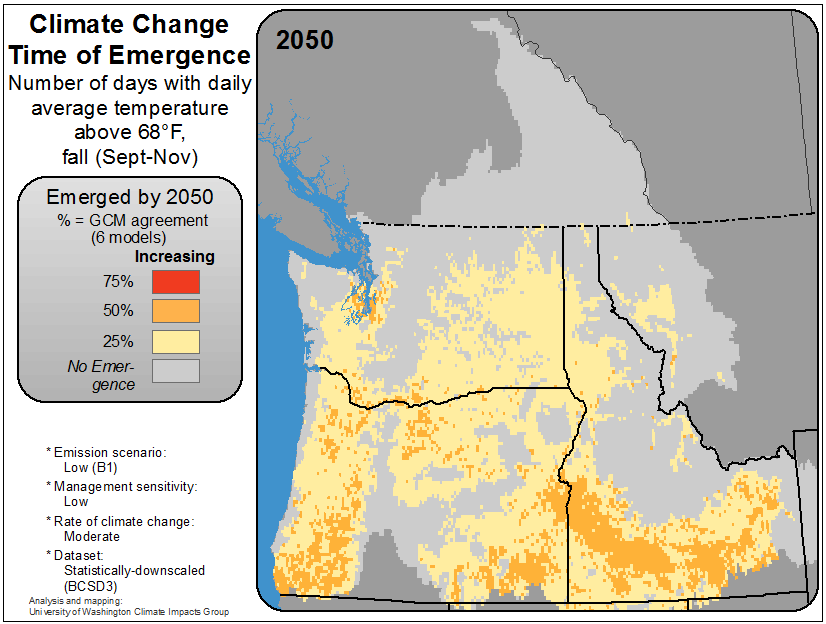 Climate Change
Time of Emergence
Number of days with daily
average temperature
above 68°F,
fall (Sept-Nov)
Emerged by 2050
% = GCM agreement
(6 models)
Increasing
75%
50%
25%
No Emer-
gence
* Emission scenario:
Low (B1)
* Management sensitivity:
Low
* Rate of climate change:
Moderate
* Dataset:
Statistically-downscaled
(BCSD3)
Analysis and mapping:
University of Washington Climate Impacts Group
2050